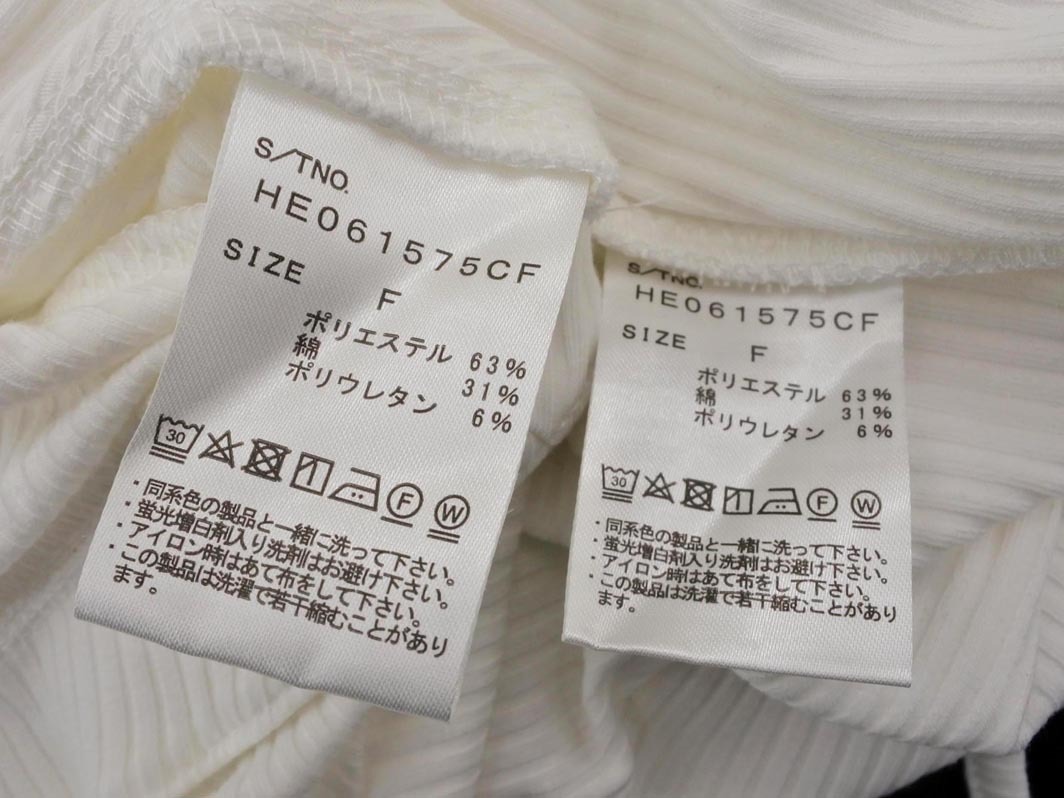 S/TNO.
HE061575CF
SIZE F
ポリエステル 63%
綿 31%
ポリウレタン 6%
30 F W
・同系色の製品と一緒に洗って下さい。
・蛍光増白剤入り洗剤はお避け下さい。
・アイロン時はあて布をして下さい。
・この製品は洗濯で若干縮むことがあり
ます。
S/TNO.
HE061575CF
SIZE F
ポリエステル 63%
綿 31%
ポリウレタン 6%
30 F W
・同系色の製品と一緒に洗って下さい。
・蛍光増白剤入り洗剤はお避け下さい。
・アイロン時はあて布をして下さい。
・この製品は洗濯で若干縮むことがあり
ます。